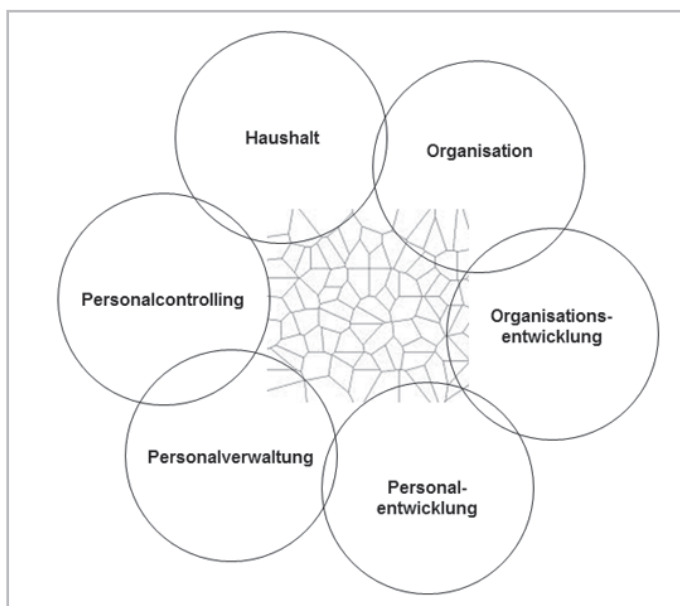 Haushalt
Organisation
Personalcontrolling
Organisations-
entwicklung
Personalverwaltung
Personal-
entwicklung